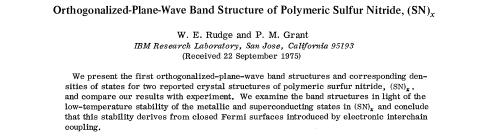 Orthogonalized-Plane-Wave Band Structure of Polymeric Sulfur Nitride, (SN)ₓ
W. E. Rudge and P. M. Grant
IBM Research Laboratory, San Jose, California 95193
(Received 22 September 1975)
We present the first orthogonalized-plane-wave band structures and corresponding den-
sities of states for two reported crystal structures of polymeric sulfur nitride, (SN)ₓ,
and compare our results with experiment. We examine the band structures in light of the
low-temperature stability of the metallic and superconducting states in (SN)ₓ and conclude
that this stability derives from closed Fermi surfaces introduced by electronic interchain
coupling.